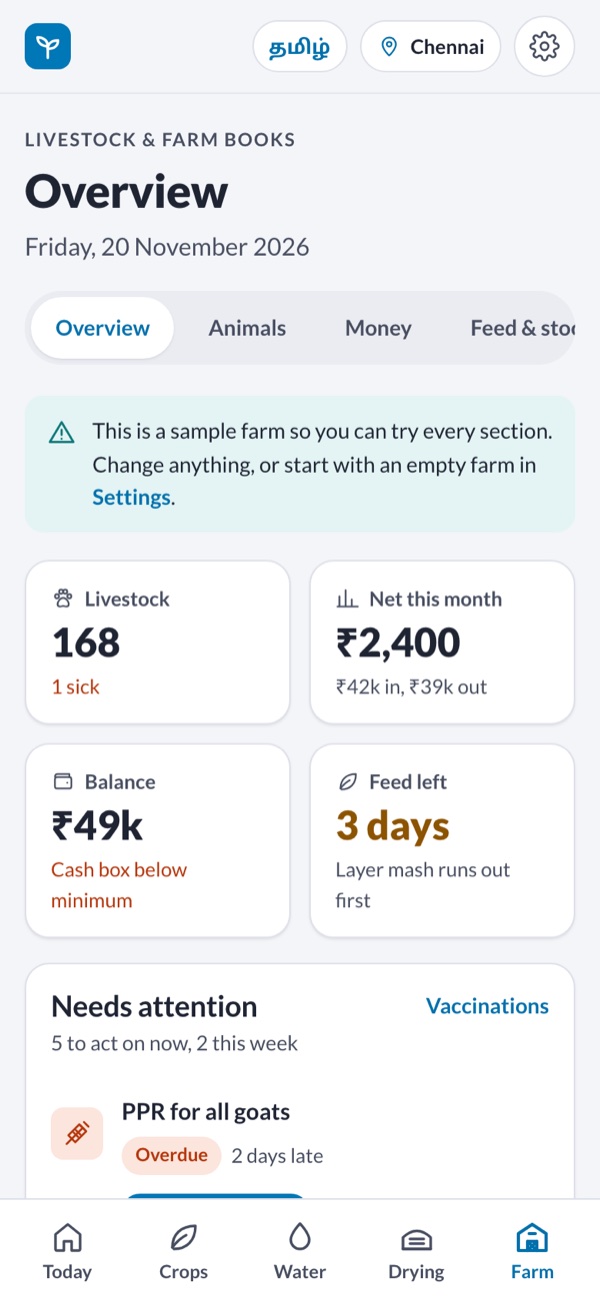 தமிழ்
Chennai
LIVESTOCK & FARM BOOKS
Overview
Friday, 20 November 2026
Overview
Animals
Money
Feed & stoc
This is a sample farm so you can try every section.
Change anything, or start with an empty farm in
Settings.
Livestock
168
1 sick
Net this month
₹2,400
₹42k in, ₹39k out
Balance
₹49k
Cash box below
minimum
Feed left
3 days
Layer mash runs out
first
Needs attention
Vaccinations
5 to act on now, 2 this week
PPR for all goats
Overdue
2 days late
Today
Crops
Water
Drying
Farm